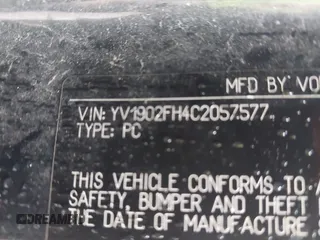 MFD BY: VO
VIN: YV1902FH4C2057577
TYPE: PC
THIS VEHICLE CONFORMS TO A
SAFETY, BUMPER AND THEFT
THE DATE OF MANUFACTURE